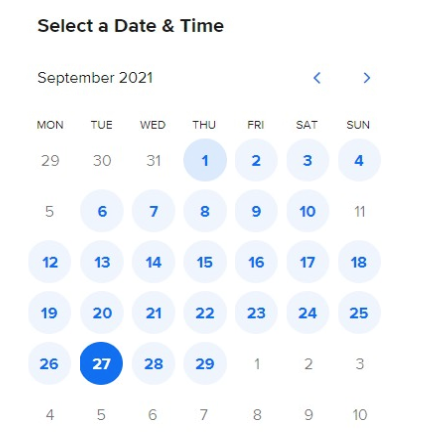 Select a Date & Time
September 2021
MON TUE WED THU FRI SAT SUN
29 30 31 1 2 3 4
5 6 7 8 9 10 11
12 13 14 15 16 17 18
19 20 21 22 23 24 25
26 27 28 29 1 2 3
4 5 6 7 8 9 10